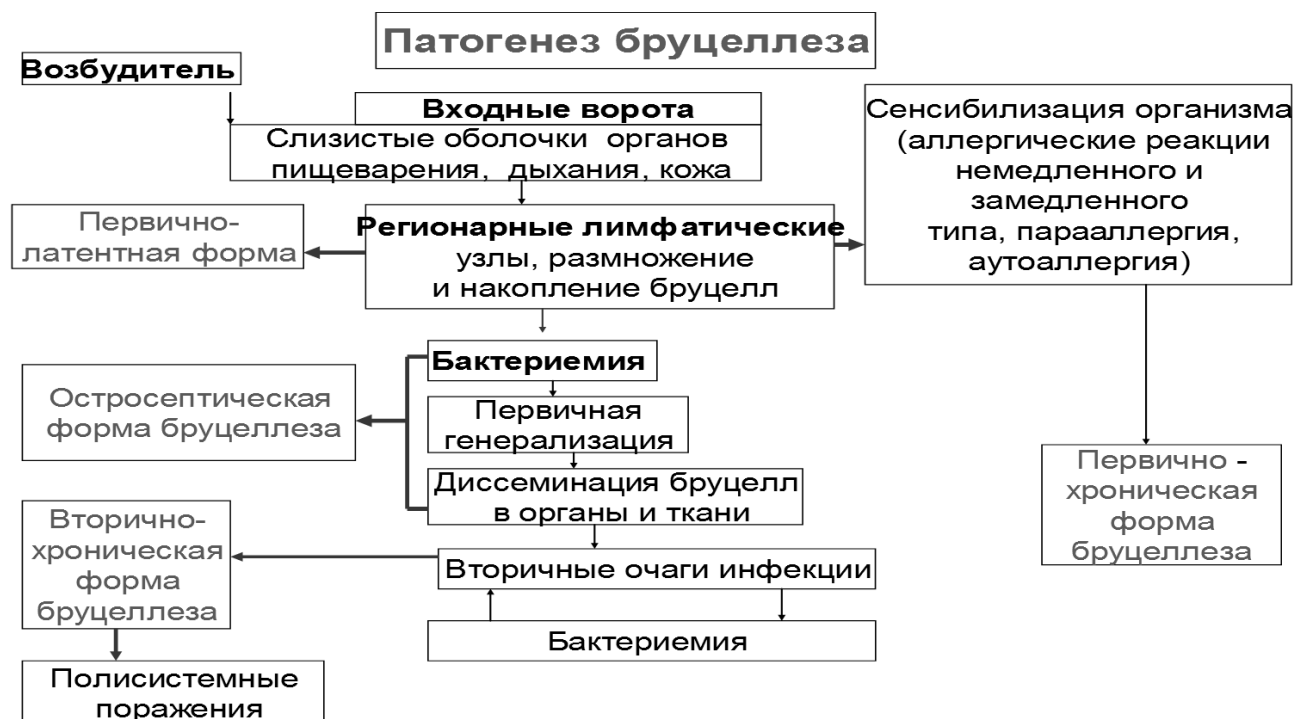 Патогенез бруцеллеза
Возбудитель
Входные ворота
Слизистые оболочки органов
пищеварения, дыхания, кожа
Сенсибилизация организма
(аллергические реакции
немедленного и
замедленного
типа, парааллергия,
аутоаллергия)
Первично-
латентная форма
Регионарные лимфатические
узлы, размножение
и накопление бруцелл
Бактериемия
Остросептическая
форма бруцеллеза
Первичная
генерализация
Диссеминация бруцелл
в органы и ткани
Первично -
хроническая
форма
бруцеллеза
Вторично-
хроническая
форма
бруцеллеза
Вторичные очаги инфекции
Бактериемия
Полисистемные
поражения